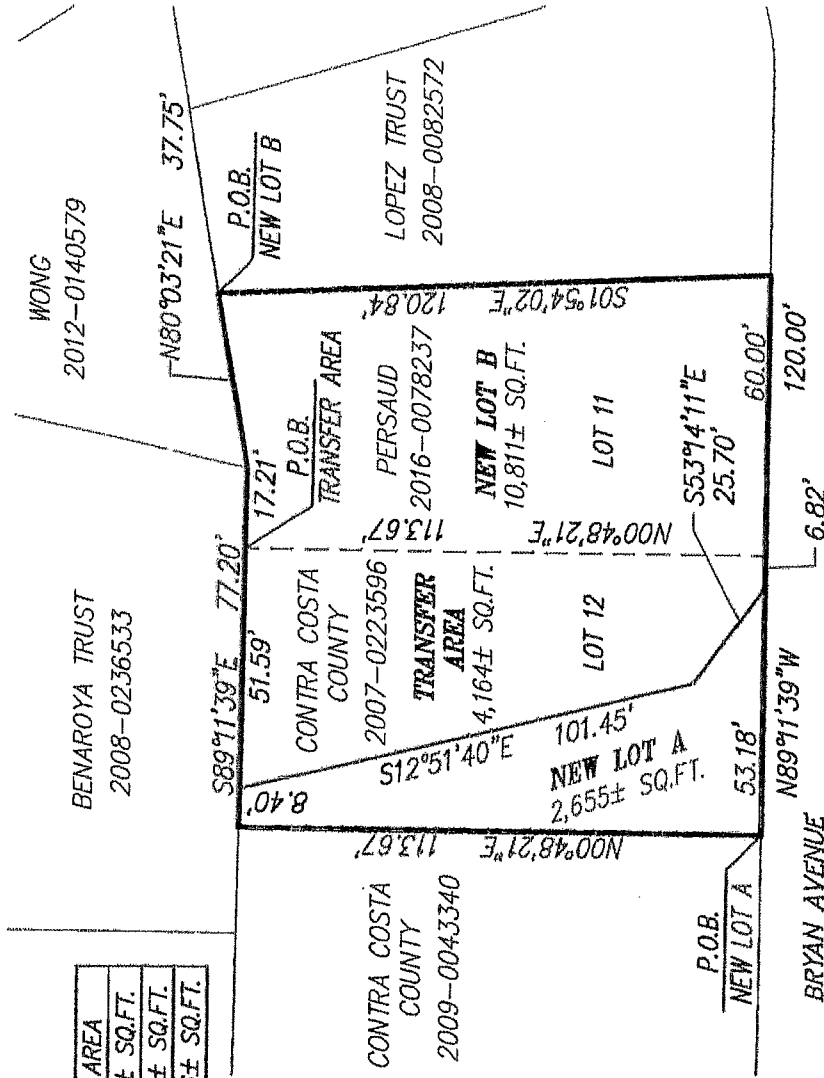 WONG
2012-0140579
N80°03'21"E 37.75'
BENAROYA TRUST
2008-0236533
P.O.B.
NEW LOT B
LOPEZ TRUST
2008-0082572
S89°11'39"E 77.20'
51.59'
17.21'
8.40'
P.O.B.
TRANSFER AREA
CONTRA COSTA
COUNTY
2007-0223596
TRANSFER
AREA
4,164± SQ.FT.
LOT 12
N00°48'21"E 113.67'
PERSAUD
2016-0078237
NEW LOT B
10,811± SQ.FT.
LOT 11
S01°54'02"E 120.84'
AREA
± SQ.FT.
± SQ.FT.
± SQ.FT.
CONTRA COSTA
COUNTY
2009-0043340
N00°48'21"E 113.67'
S12°51'40"E 101.45'
NEW LOT A
2,655± SQ.FT.
S53°14'11"E
25.70'
53.18'
60.00'
P.O.B.
NEW LOT A
N89°11'39"W
6.82'
120.00'
BRYAN AVENUE